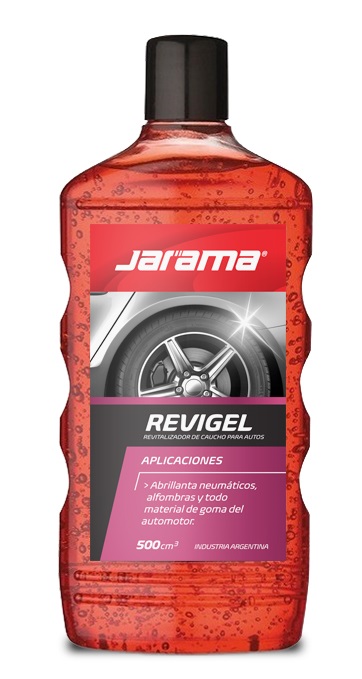 Jarama®
REVIGEL
REVITALIZADOR DE CAUCHO PARA AUTOS
APLICACIONES
> Abrillanta neumáticos,
alfombras y todo
material de goma del
automotor.
500cm³
INDUSTRIA ARGENTINA